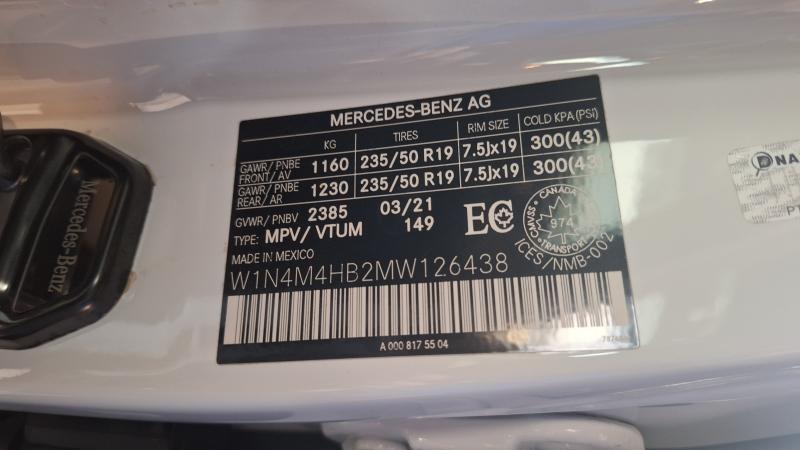 MERCEDES-BENZ AG
KG TIRES RIM SIZE COLD KPA (PSI)
GAWR/PNBE FRONT/AV 1160 235/50 R19 7.5Jx19 300(43)
GAWR/PNBE REAR/AR 1230 235/50 R19 7.5Jx19 300(43)
GVWR/PNBV 2385 03/21
TYPE: MPV/VTUM 149
EC
CANADA
974
TRANSPORT
CMVSS
ICES/NMB-002
MADE IN MEXICO
W1N4M4HB2MW126438
A 000 817 55 04
Mercedes-Benz